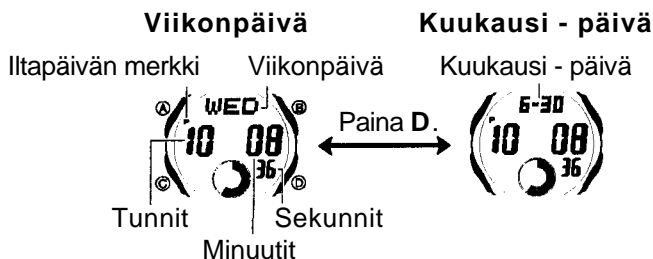 Viikonpäivä Kuukausi - päivä
Iltapäivän merkki Viikonpäivä Kuukausi - päivä
A WED B 6-30
P 10 08 Paina D. P 10 08
C 36 D 36
Tunnit Sekunnit
Minuutit